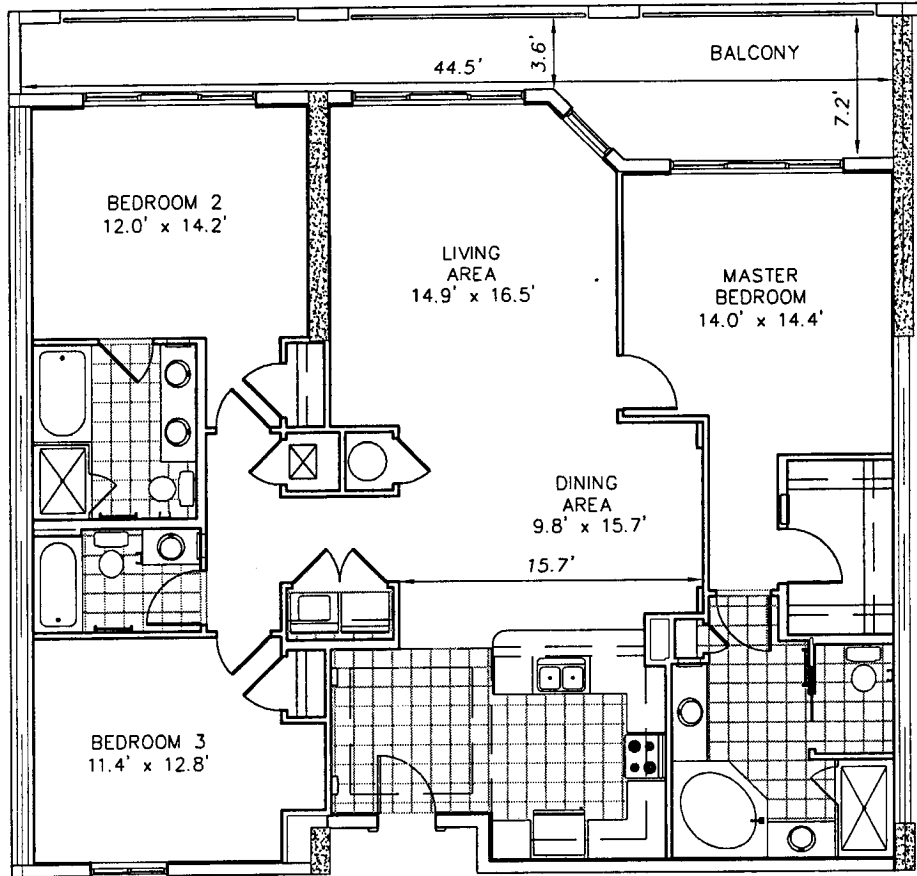 BALCONY
44.5'
3.6'
7.2'
BEDROOM 2
12.0' x 14.2'
LIVING
AREA
14.9' x 16.5'
MASTER
BEDROOM
14.0' x 14.4'
DINING
AREA
9.8' x 15.7'
15.7'
BEDROOM 3
11.4' x 12.8'